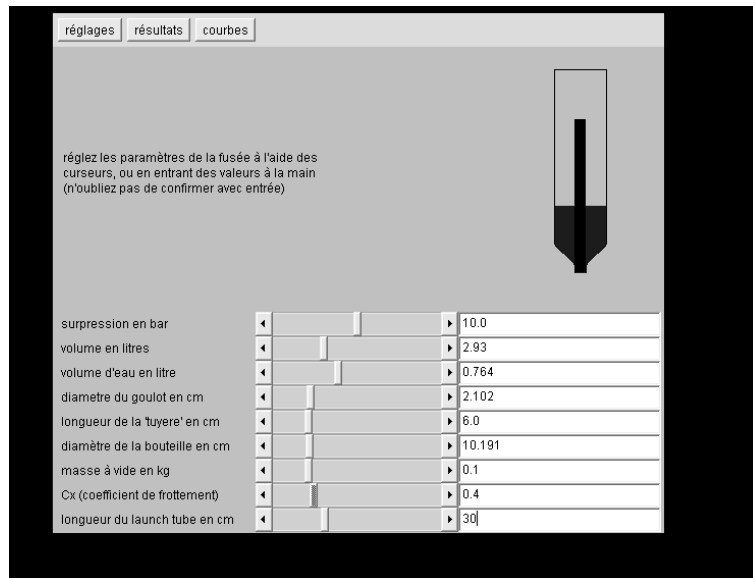 réglages résultats courbes
réglez les paramètres de la fusée à l'aide des
curseurs, ou en entrant des valeurs à la main
(n'oubliez pas de confirmer avec entrée)
surpression en bar 10.0
volume en litres 2.93
volume d'eau en litre 0.764
diametre du goulot en cm 2.102
longueur de la 'tuyere' en cm 6.0
diamètre de la bouteille en cm 10.191
masse à vide en kg 0.1
Cx (coefficient de frottement) 0.4
longueur du launch tube en cm 30